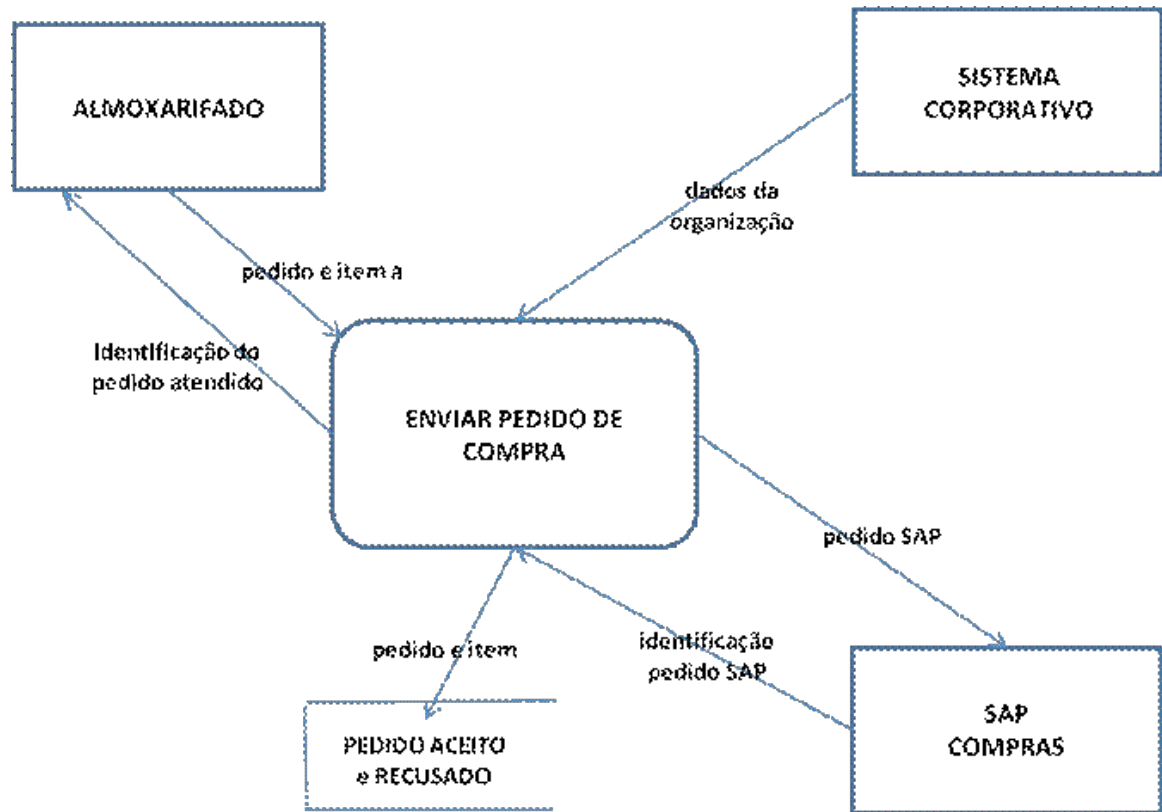 ALMOXARIFADO
SISTEMA
CORPORATIVO
dados da
organização
pedido e item a
identificação do
pedido atendido
ENVIAR PEDIDO DE
COMPRA
pedido SAP
pedido e item
identificação
pedido SAP
PEDIDO ACEITO
e RECUSADO
SAP
COMPRAS